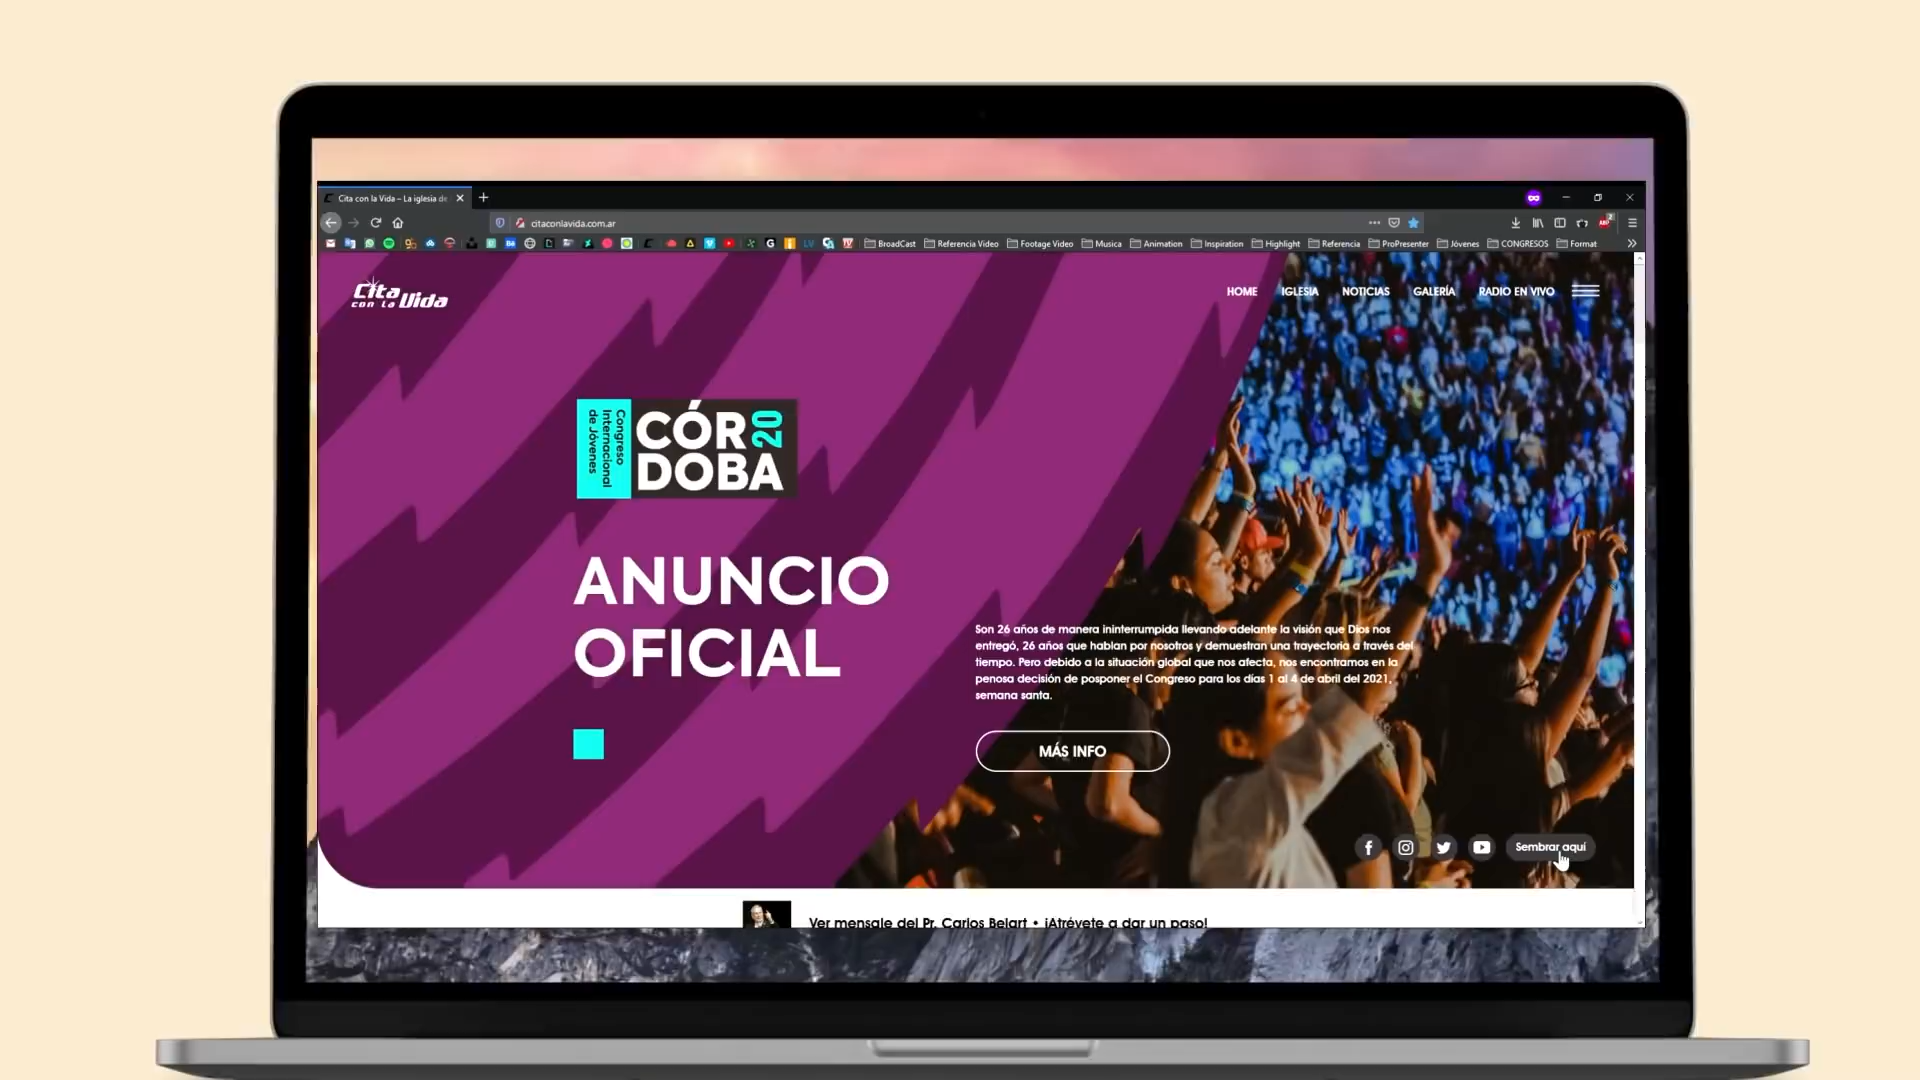 Cita con la Vida – La iglesia de
citaconlavida.com.ar
BroadCast Referencia Video Footage Video Musica Animation Inspiration Highlight Referencia ProPresenter Jóvenes CONGRESOS Format
Cita
con la Vida
HOME IGLESIA NOTICIAS GALERÍA RADIO EN VIVO
Congreso
Internacional
de Jóvenes
CÓR
DOBA
20
ANUNCIO
OFICIAL
Son 26 años de manera ininterrumpida llevando adelante la visión que Dios nos
entregó, 26 años que hablan por nosotros y demuestran una trayectoria a través del
tiempo. Pero debido a la situación global que nos afecta, nos encontramos en la
penosa decisión de posponer el Congreso para los días 1 al 4 de abril del 2021,
semana santa.
MÁS INFO
Sembrar aquí
Ver mensaje del Pr. Carlos Belart • ¡Atrévete a dar un paso!